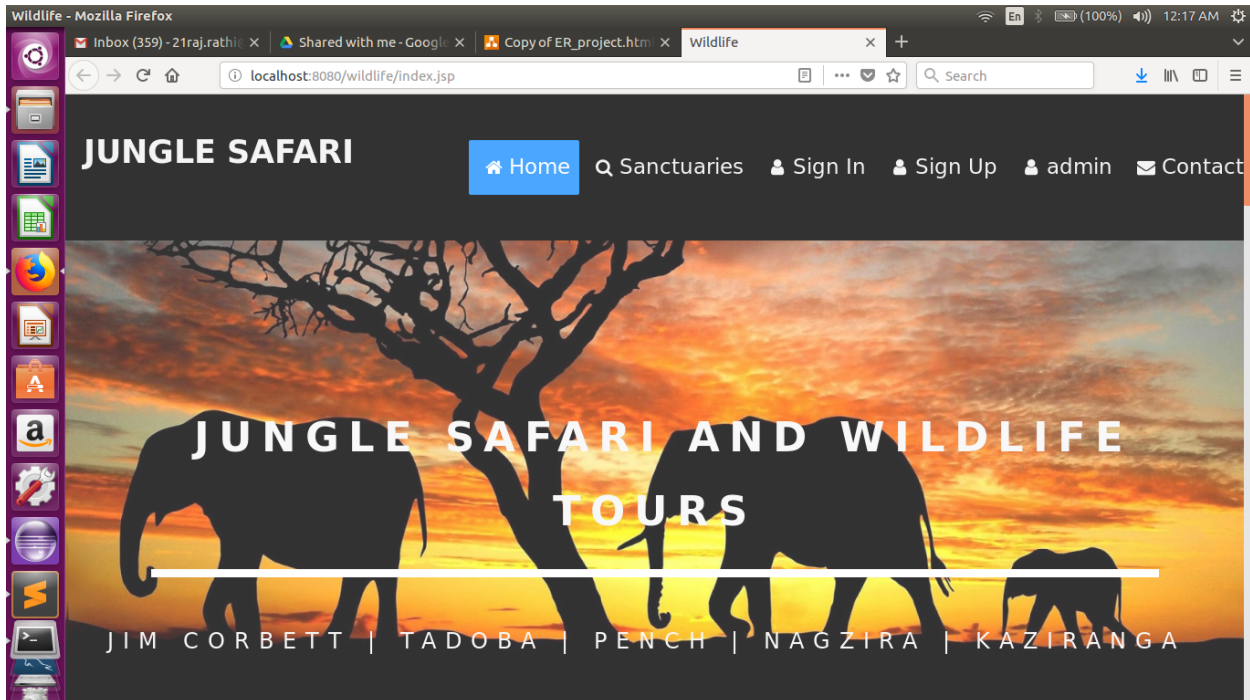 Wildlife - Mozilla Firefox
En (100%) 12:17 AM
Inbox (359) - 21raj.rathie Shared with me - Google Copy of ER_project.html Wildlife
localhost:8080/wildlife/index.jsp Search
JUNGLE SAFARI
Home Sanctuaries Sign In Sign Up admin Contact
JUNGLE SAFARI AND WILDLIFE
TOURS
JIM CORBETT | TADOBA | PENCH | NAGZIRA | KAZIRANGA